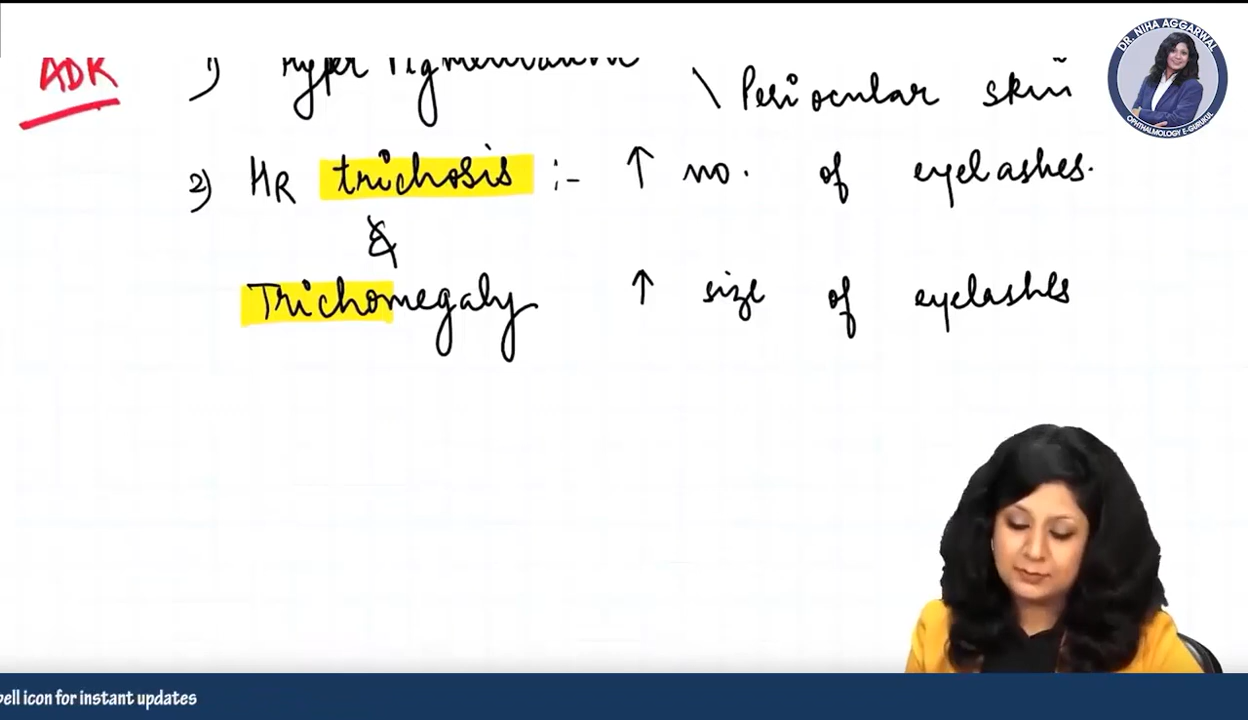 ADR 1) Hyper Pigmentation \ Periocular skin
2) HR trichosis :- ↑ no. of eyelashes.
&
Trichomegaly ↑ size of eyelashes
DR. NIHA AGGARWAL
OPHTHALMOLOGY E-GURUKUL
bell icon for instant updates